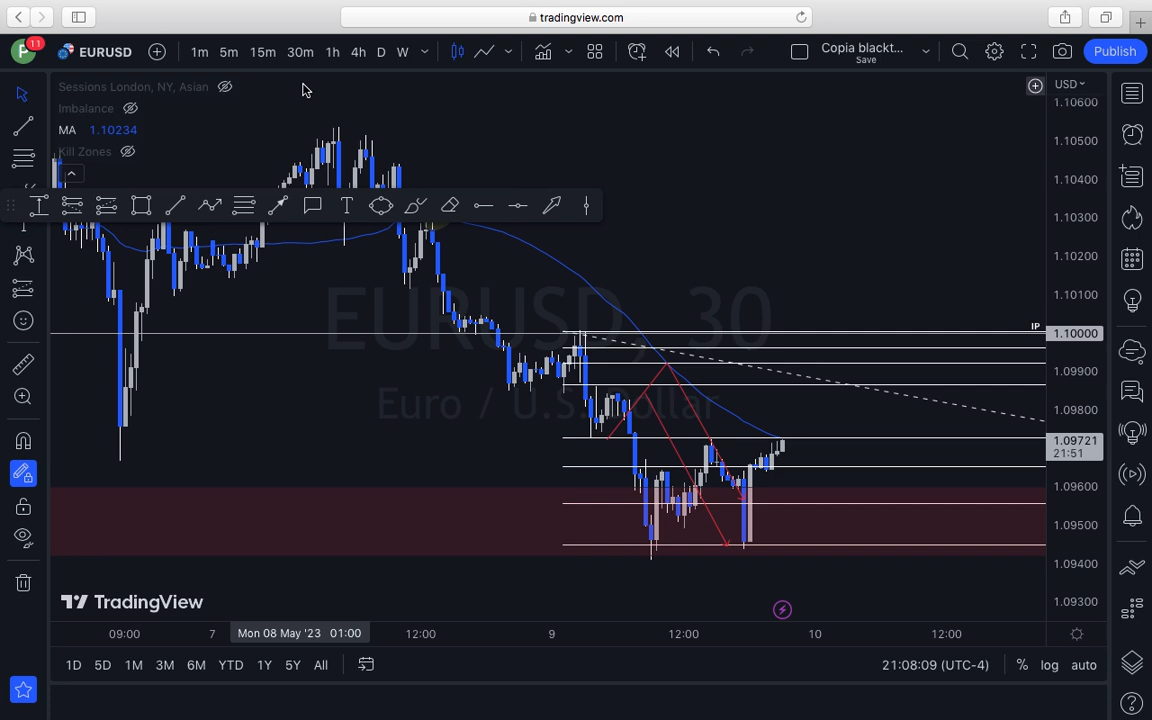 tradingview.com
11
P
EURUSD
1m
5m
15m
30m
1h
4h
D
W
Copia blackt...
Save
Publish
Sessions London, NY, Asian
Imbalance
MA 1.10234
Kill Zones
EURUSD, 30
Euro / U.S. Dollar
IP
USD
1.10600
1.10500
1.10400
1.10300
1.10200
1.10100
1.10000
1.09900
1.09800
1.09721
21:51
1.09600
1.09500
1.09400
1.09300
TradingView
09:00
7
Mon 08 May '23 01:00
12:00
9
12:00
10
12:00
1D
5D
1M
3M
6M
YTD
1Y
5Y
All
21:08:09 (UTC-4)
%
log
auto